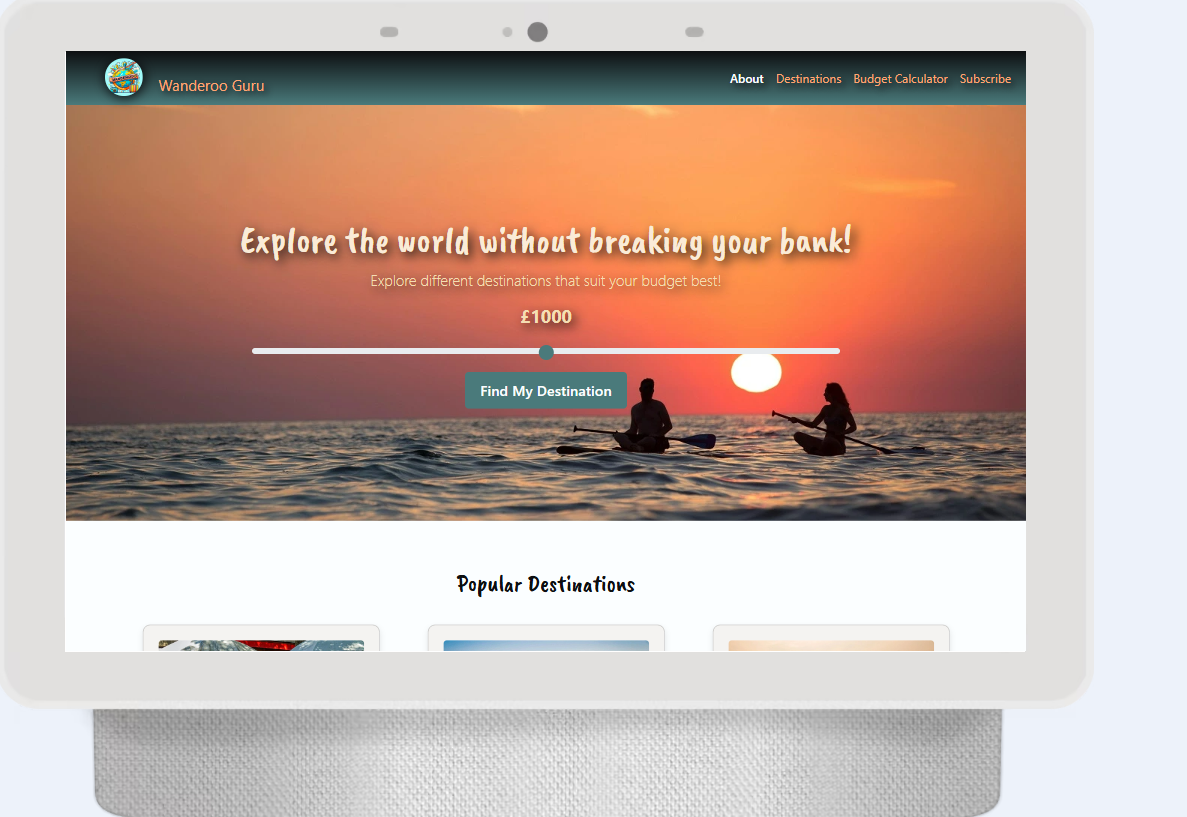 Wanderoo Guru
About Destinations Budget Calculator Subscribe
Explore the world without breaking your bank!
Explore different destinations that suit your budget best!
£1000
Find My Destination
Popular Destinations